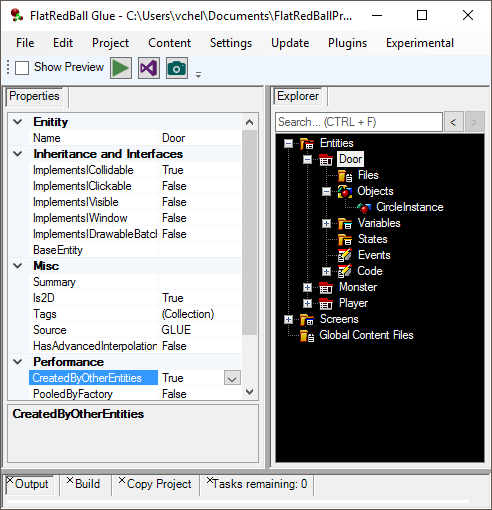 FlatRedBall Glue - C:\Users\vchel\Documents\FlatRedBallPr...
File Edit Project Content Settings Update Plugins Experimental
Show Preview
Properties
Enitity
Name Door
Inheritance and Interfaces
ImplementsICollidable True
ImplementsIClickable False
ImplementsIVisible False
ImplementsIWindow False
ImplementsIDrawableBatch False
BaseEntity
Misc
Summary
Is2D True
Tags (Collection)
Source GLUE
HasAdvancedInterpolation False
Performance
CreatedByOtherEntities True
PooledByFactory False
CreatedByOtherEntities
Explorer
Search... (CTRL + F) < >
Entities
Door
Files
Objects
CircleInstance
Variables
States
Events
Code
Monster
Player
Screens
Global Content Files
Output Build Copy Project Tasks remaining: 0